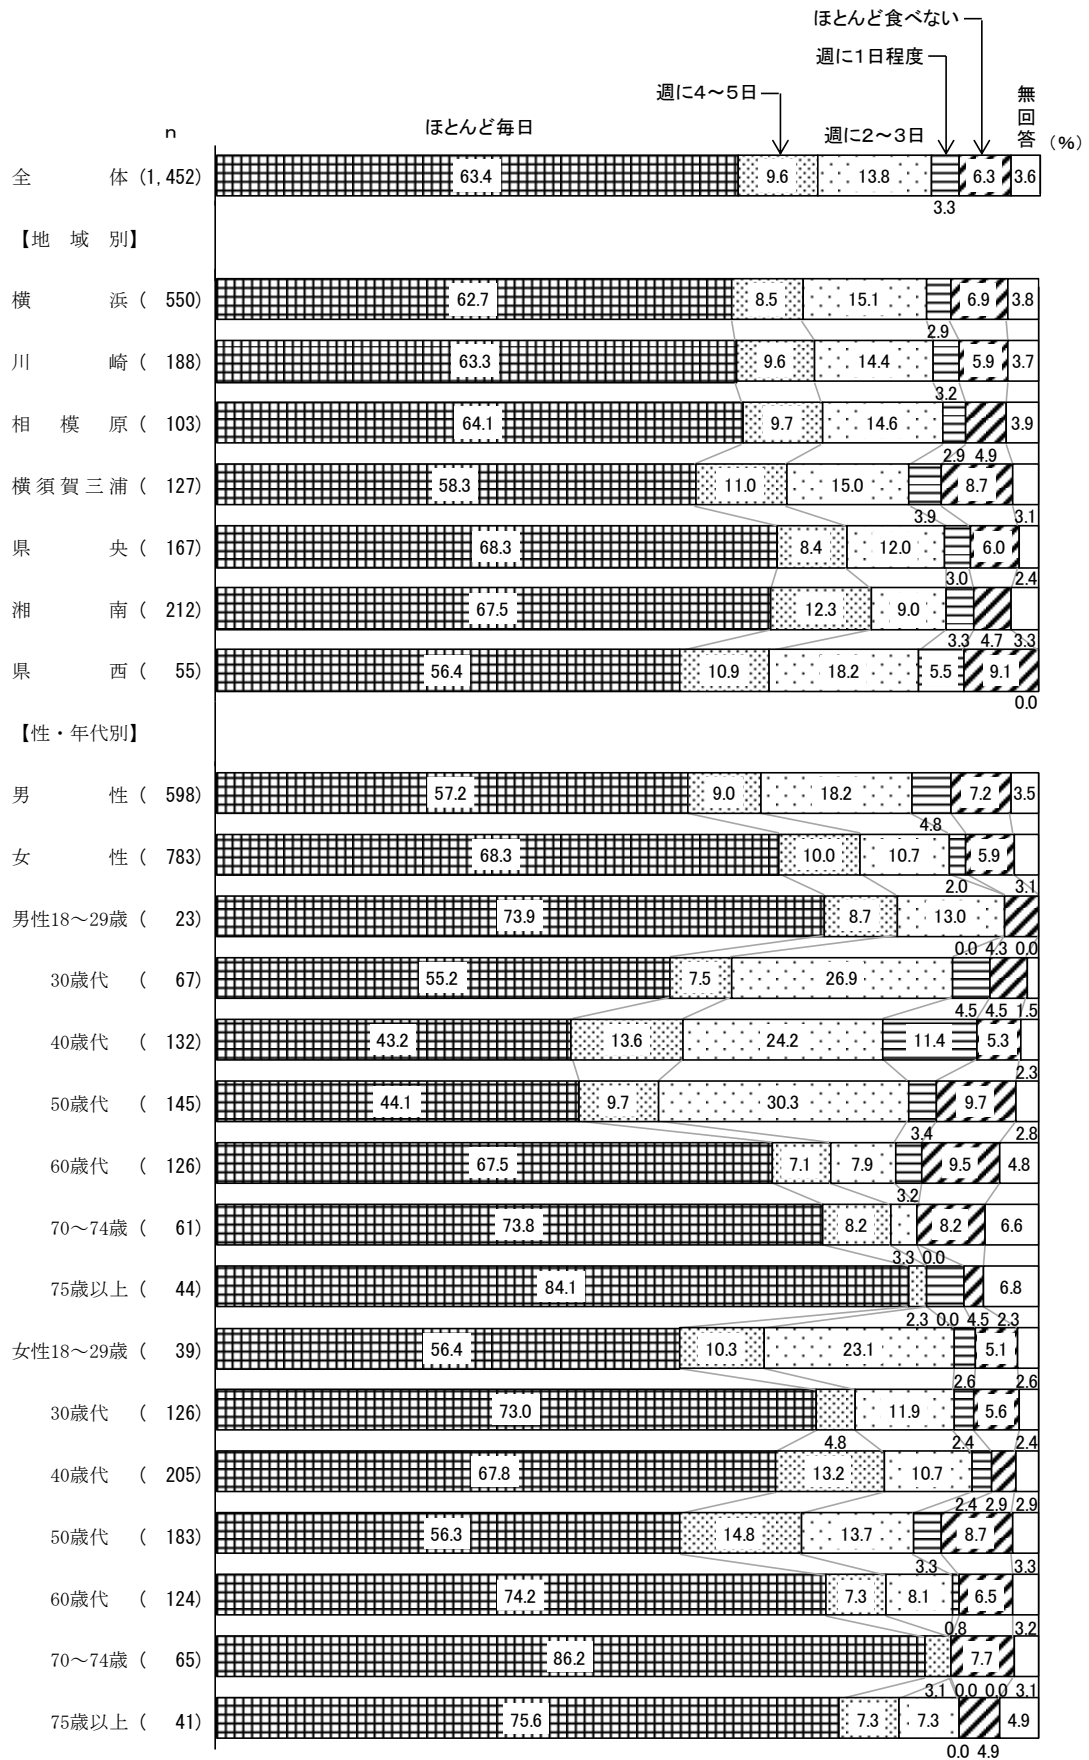 ほとんど食べない
週に1日程度
週に4～5日
無回答
n
ほとんど毎日
週に2～3日
(%)
全体 (1,452) 63.4 9.6 13.8 6.3 3.6
3.3
【地域別】
横浜 ( 550) 62.7 8.5 15.1 6.9 3.8
2.9
川崎 ( 188) 63.3 9.6 14.4 5.9 3.7
3.2
相模原 ( 103) 64.1 9.7 14.6 3.9
2.9 4.9
横須賀三浦 ( 127) 58.3 11.0 15.0 8.7
3.9 3.1
県央 ( 167) 68.3 8.4 12.0 6.0
3.0 2.4
湘南 ( 212) 67.5 12.3 9.0
3.3 4.7 3.3
県西 ( 55) 56.4 10.9 18.2 5.5 9.1
0.0
【性・年代別】
男性 ( 598) 57.2 9.0 18.2 7.2 3.5
4.8
女性 ( 783) 68.3 10.0 10.7 5.9
2.0 3.1
男性18～29歳 ( 23) 73.9 8.7 13.0
0.0 4.3 0.0
30歳代 ( 67) 55.2 7.5 26.9
4.5 4.5 1.5
40歳代 ( 132) 43.2 13.6 24.2 11.4 5.3
2.3
50歳代 ( 145) 44.1 9.7 30.3 9.7
3.4 2.8
60歳代 ( 126) 67.5 7.1 7.9 9.5 4.8
3.2
70～74歳 ( 61) 73.8 8.2 8.2 6.6
3.3 0.0
75歳以上 ( 44) 84.1 6.8
2.3 0.0 4.5 2.3
女性18～29歳 ( 39) 56.4 10.3 23.1 5.1
2.6 2.6
30歳代 ( 126) 73.0 11.9 5.6
4.8 2.4 2.4
40歳代 ( 205) 67.8 13.2 10.7
2.4 2.9 2.9
50歳代 ( 183) 56.3 14.8 13.7 8.7
3.3 3.3
60歳代 ( 124) 74.2 7.3 8.1 6.5
0.8 3.2
70～74歳 ( 65) 86.2 7.7
3.1 0.0 0.0 3.1
75歳以上 ( 41) 75.6 7.3 7.3 4.9
0.0 4.9